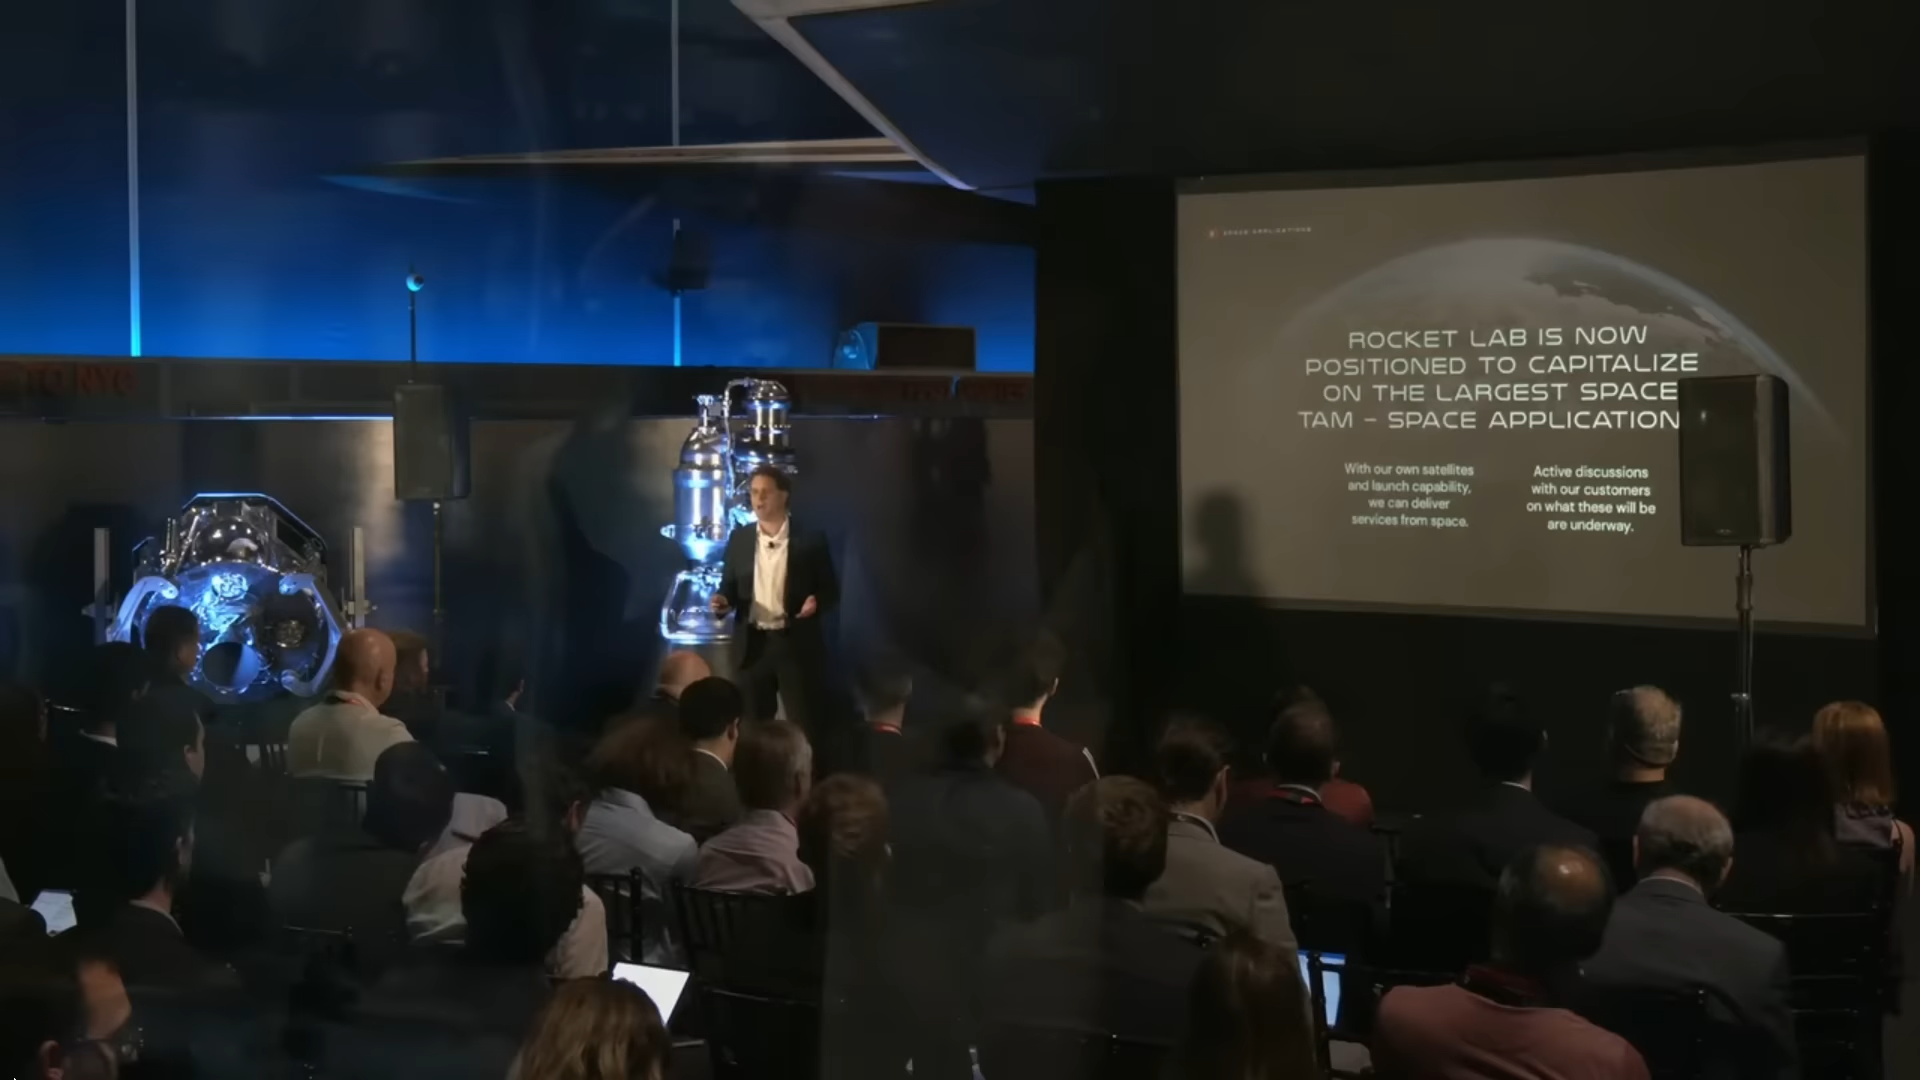 SPACE APPLICATIONS
ROCKET LAB IS NOW
POSITIONED TO CAPITALIZE
ON THE LARGEST SPACE
TAM – SPACE APPLICATION
With our own satellites
and launch capability,
we can deliver
services from space.
Active discussions
with our customers
on what these will be
are underway.